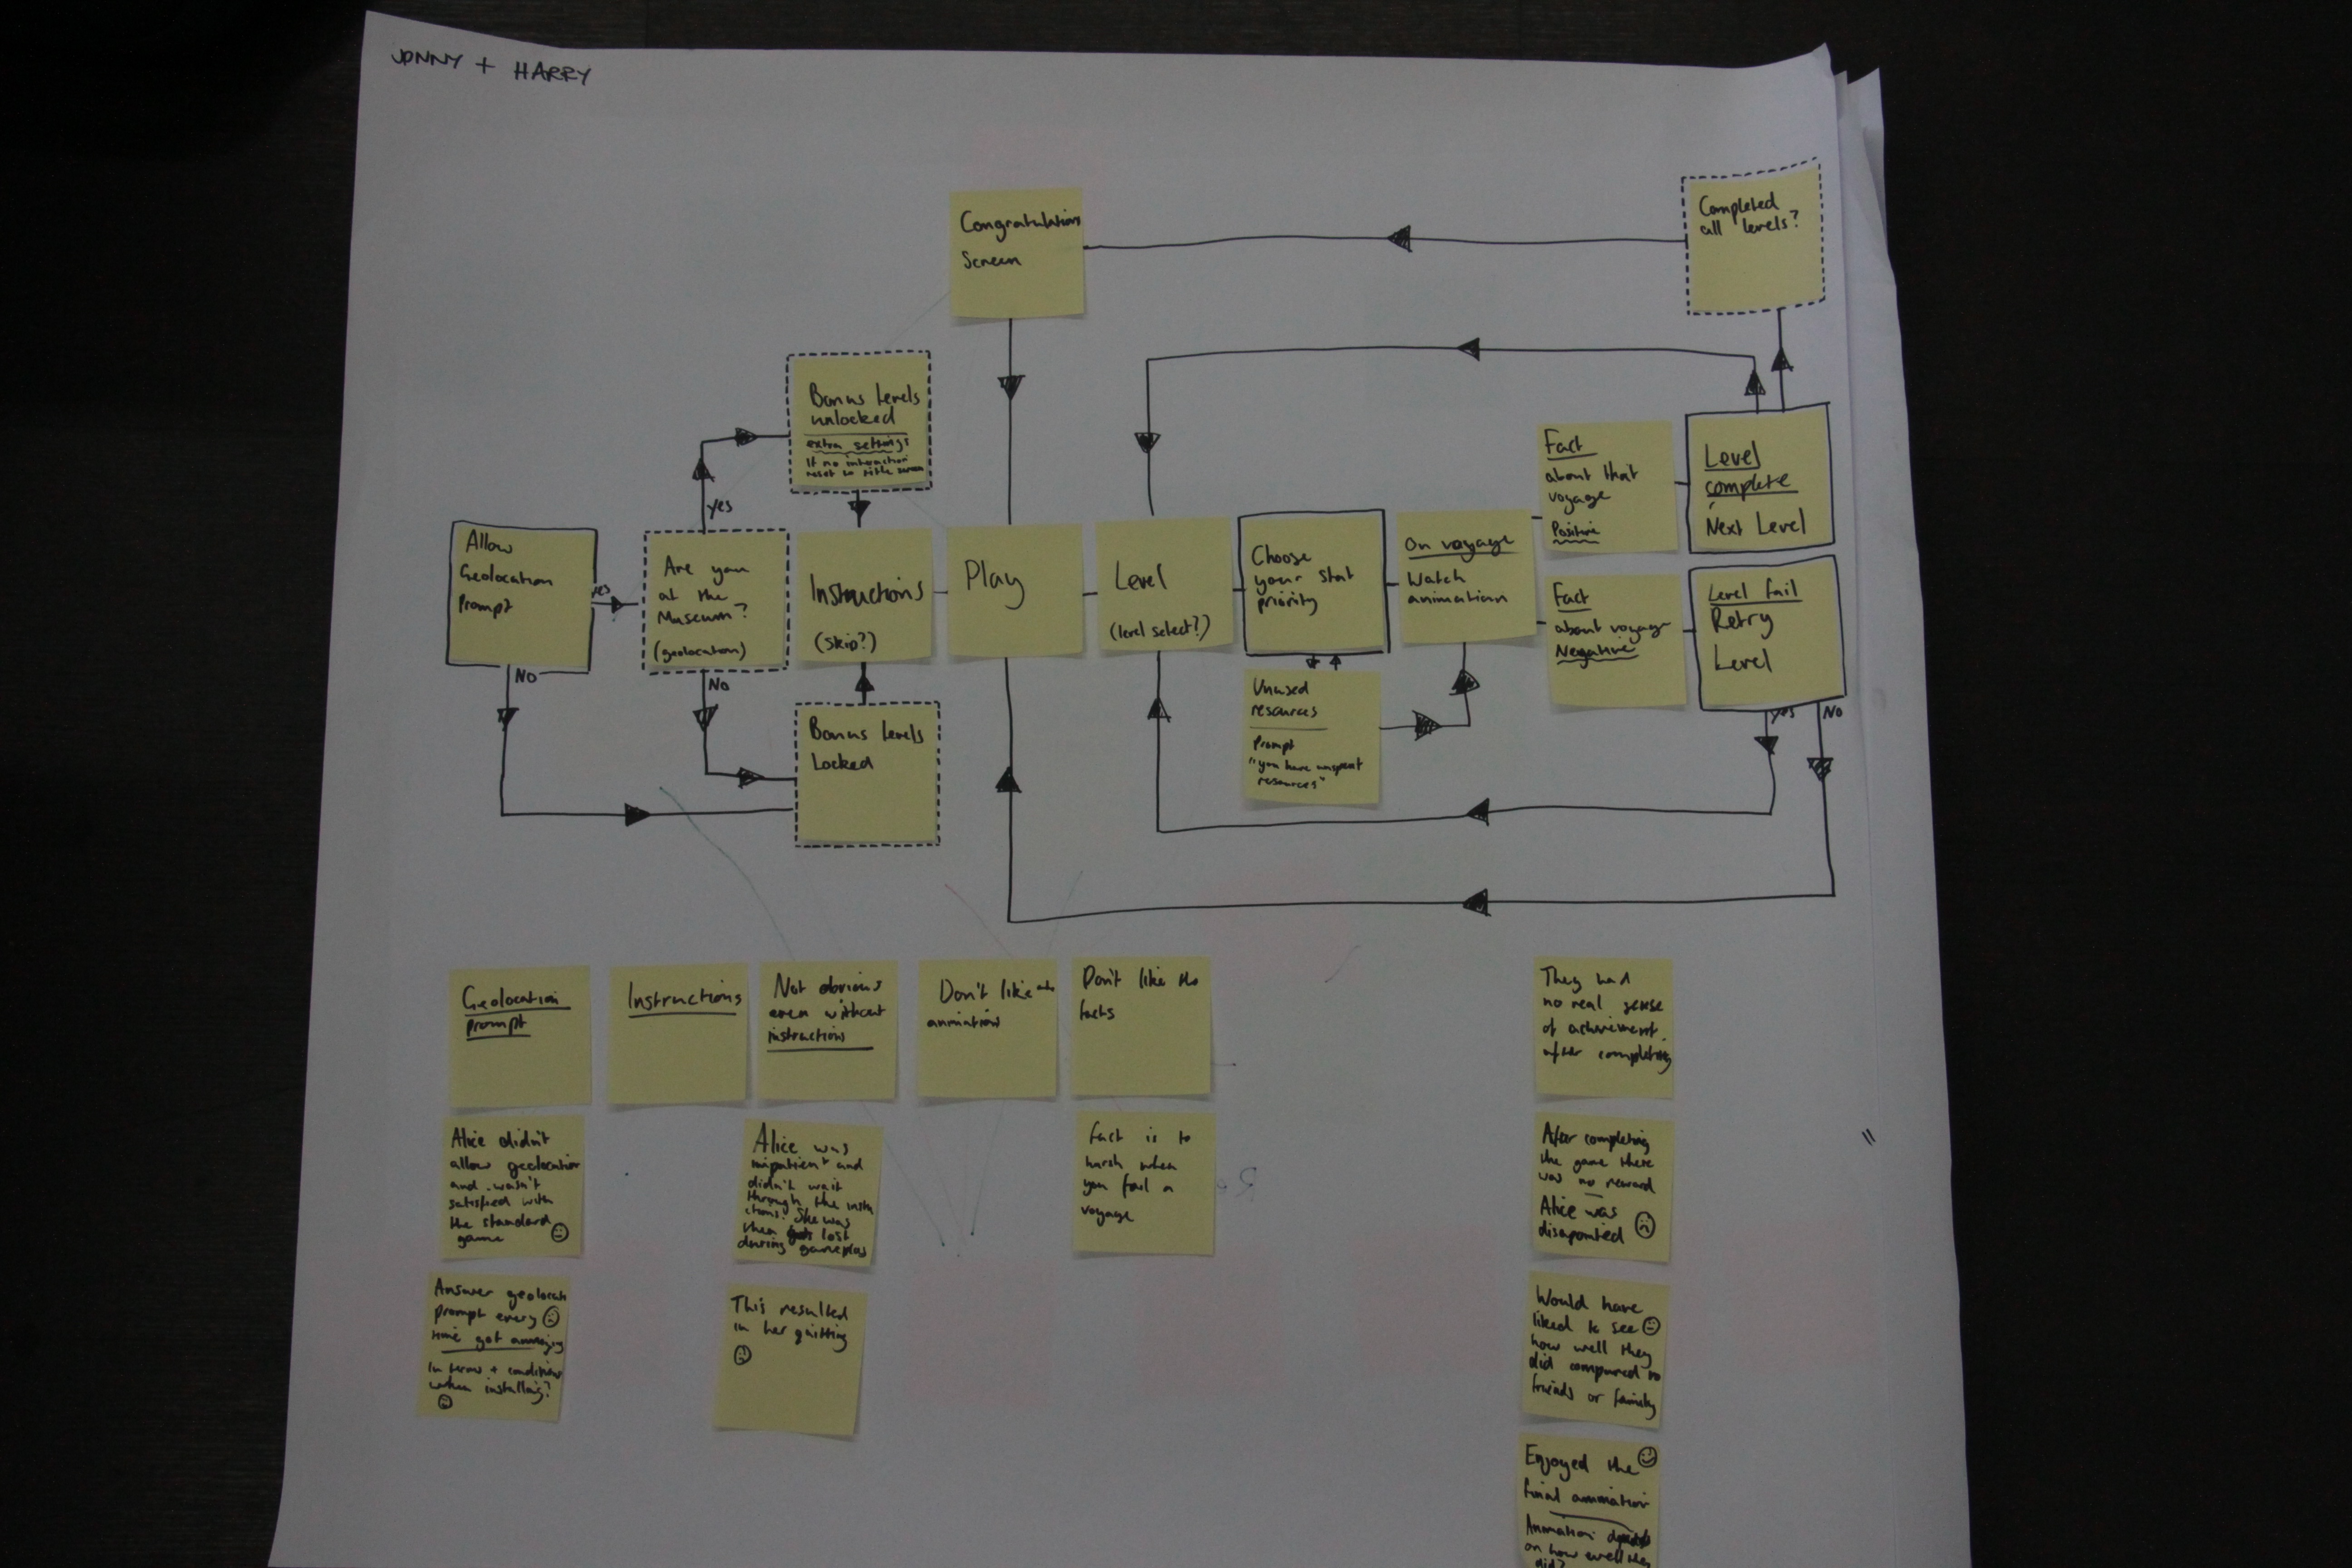 JONNY + HARRY
Congratulations
Screen
Completed
all levels?
Bonus levels
unlocked
extra settings
If no interaction
reset to title screen
yes
Allow
Geolocation
Prompt
yes
No
Are you
at the
Museum?
(geolocation)
No
Instructions
(Skip?)
Bonus levels
Locked
Play
Level
(level select?)
Choose
your stat
priority
Unused
resources
Prompt
"you have unspent
resources"
On voyage
Watch
animation
Fact
about that
voyage
Positive
Fact
about voyage
Negative
Level
complete
Next Level
Level fail
Retry
Level
yes
No
Geolocation
prompt
Alice didn't
allow geolocation
and wasn't
satisfied with
the standard
game
Answer geolocation
prompt every
time got annoying
In terms + conditions
when installing?
Instructions
Not obvious
even without
instructions
Alice was
impatient and
didn't wait
through the instr
ctions. She was
then lost
during gameplay
This resulted
in her quitting
Don't like
animation
Don't like the
facts
Fact is to
harsh when
you fail a
voyage
They had
no real sense
of achievement
after completing
After completing
the game there
was no reward
Alice was
disapointed
Would have
liked to see
how well they
did compared to
friends or family
Enjoyed the
final animation
Animation depends
on how well they
did?